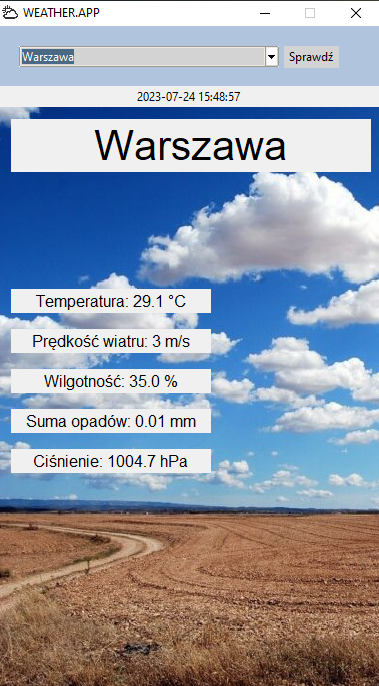 WEATHER.APP
Warszawa Sprawdź
2023-07-24 15:48:57
Warszawa
Temperatura: 29.1 °C
Prędkość wiatru: 3 m/s
Wilgotność: 35.0 %
Suma opadów: 0.01 mm
Ciśnienie: 1004.7 hPa